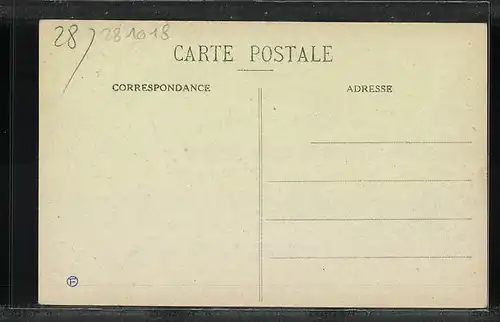 28/ 281018
CARTE POSTALE
CORRESPONDANCE
ADRESSE